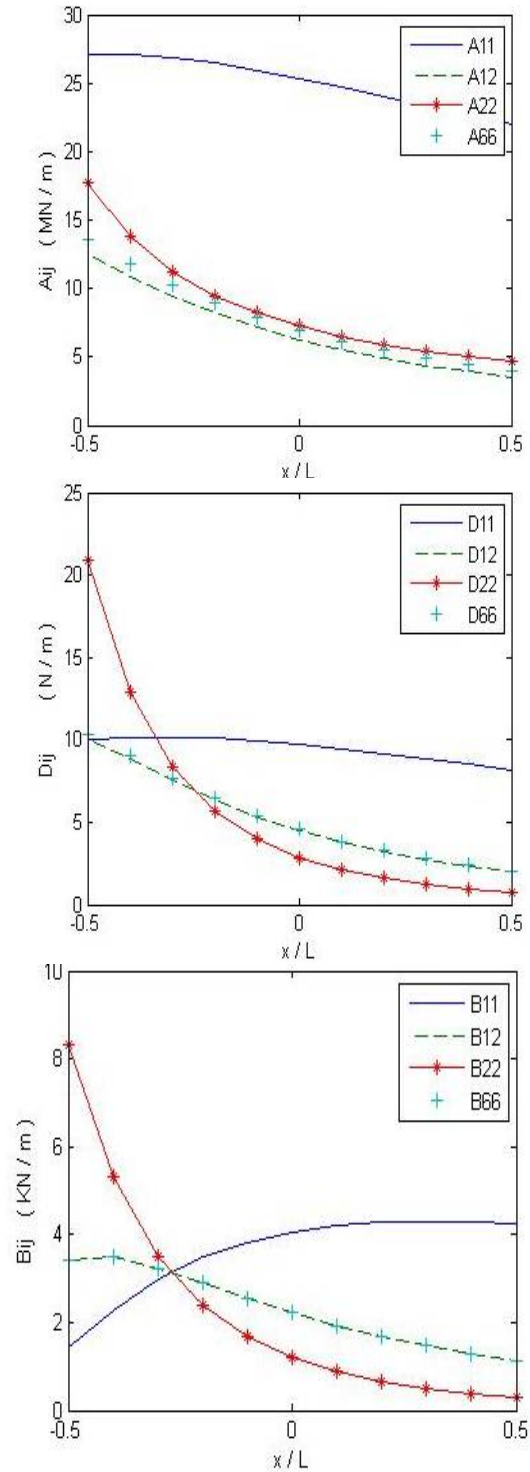 30
25
20
15
10
5
0
Aij ( MN / m )
A11
A12
A22
A66
-0.5
0
0.5
x / L
25
20
15
10
5
0
Dij ( N / m )
D11
D12
D22
D66
-0.5
0
0.5
x / L
10
8
6
4
2
0
Bij ( KN / m )
B11
B12
B22
B66
-0.5
0
0.5
x / L